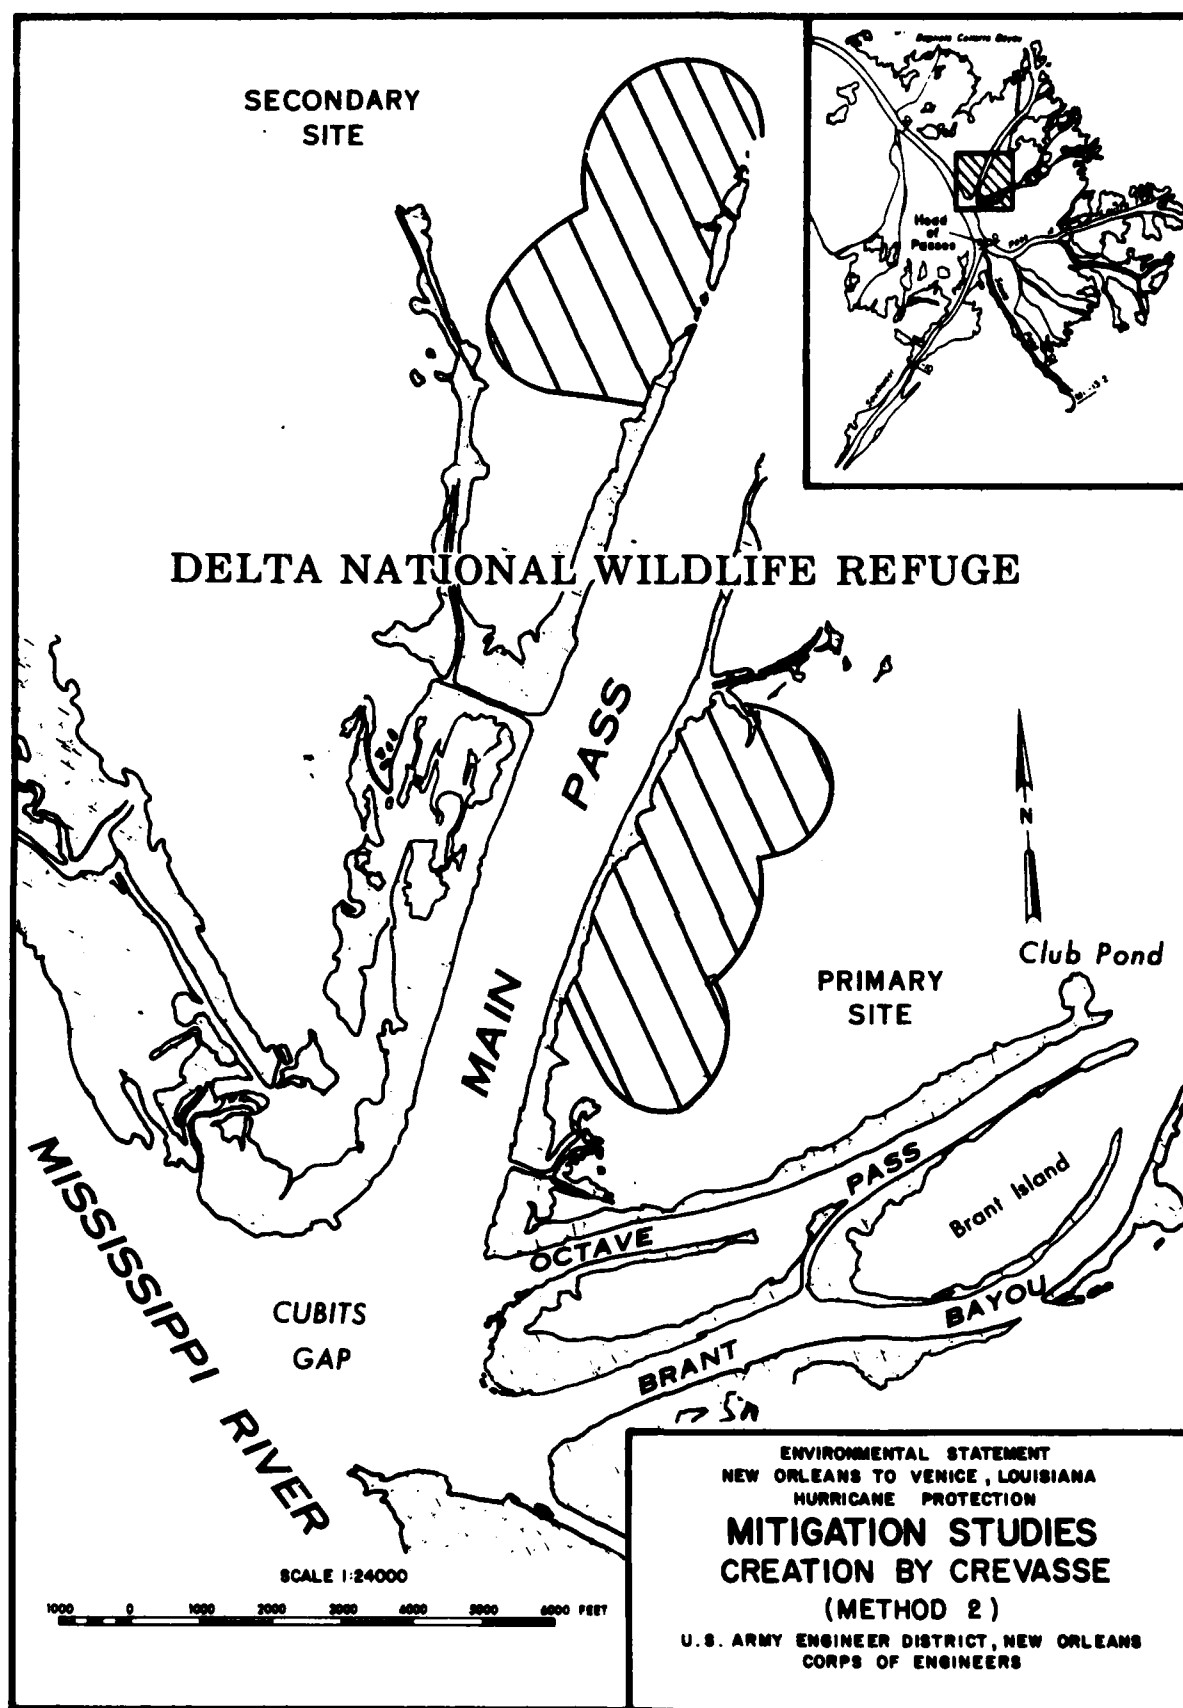 SECONDARY
SITE
Head
of
Passes
DELTA NATIONAL WILDLIFE REFUGE
MAIN PASS
N
Club Pond
PRIMARY
SITE
MISSISSIPPI RIVER
OCTAVE PASS
Brant Island
CUBITS
GAP
BRANT BAYOU
SCALE 1:24000
1000 0 1000 2000 3000 4000 5000 6000 FEET
ENVIRONMENTAL STATEMENT
NEW ORLEANS TO VENICE, LOUISIANA
HURRICANE PROTECTION
MITIGATION STUDIES
CREATION BY CREVASSE
(METHOD 2)
U.S. ARMY ENGINEER DISTRICT, NEW ORLEANS
CORPS OF ENGINEERS